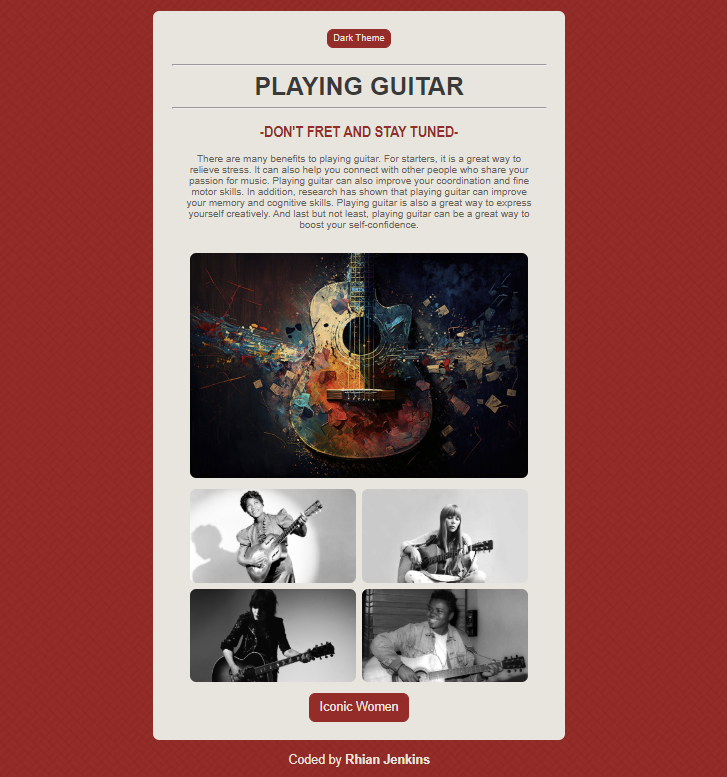 Dark Theme
PLAYING GUITAR
-DON'T FRET AND STAY TUNED-
There are many benefits to playing guitar. For starters, it is a great way to
relieve stress. It can also help you connect with other people who share your
passion for music. Playing guitar can also improve your coordination and fine
motor skills. In addition, research has shown that playing guitar can improve
your memory and cognitive skills. Playing guitar is also a great way to express
yourself creatively. And last but not least, playing guitar can be a great way to
boost your self-confidence.
Iconic Women
Coded by Rhian Jenkins